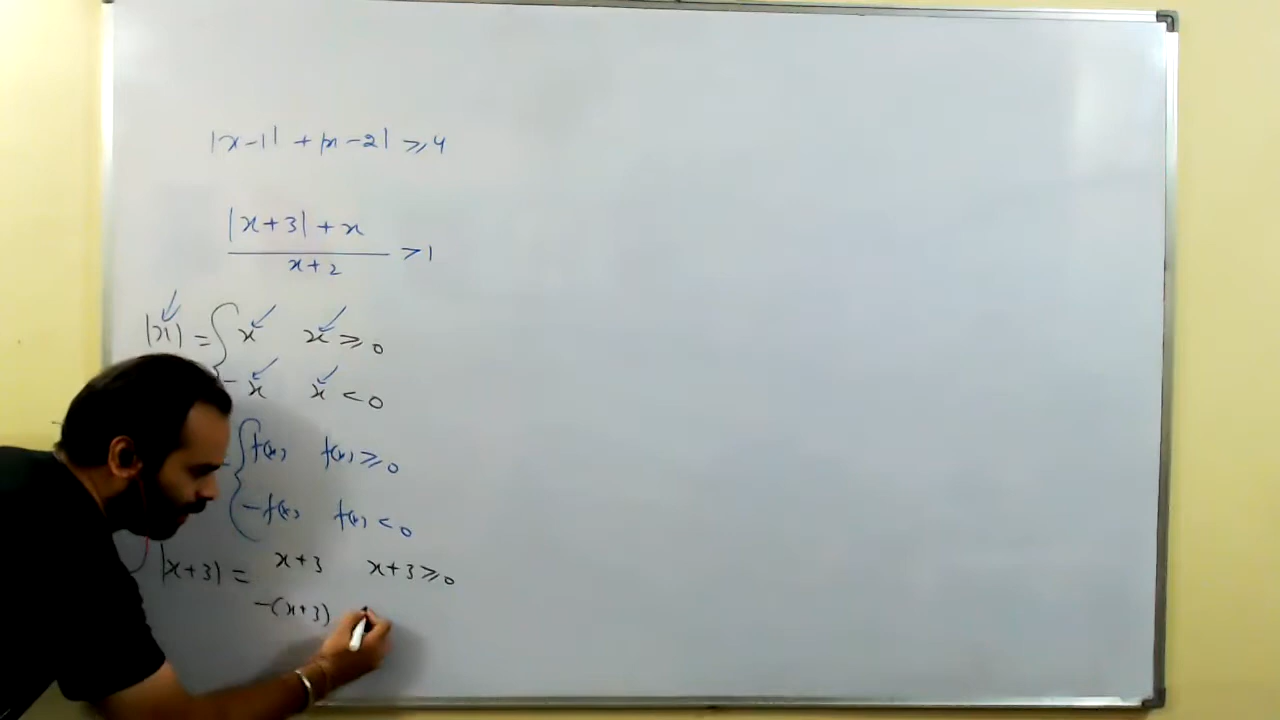 |x-1| + |x-2| ≥ 4
|x+3| + x
x+2
> 1
|x| = { x x ≥ 0
-x x < 0
{ f(x) f(x) ≥ 0
-f(x) f(x) < 0
|x+3| = x+3 x+3 ≥ 0
-(x+3)